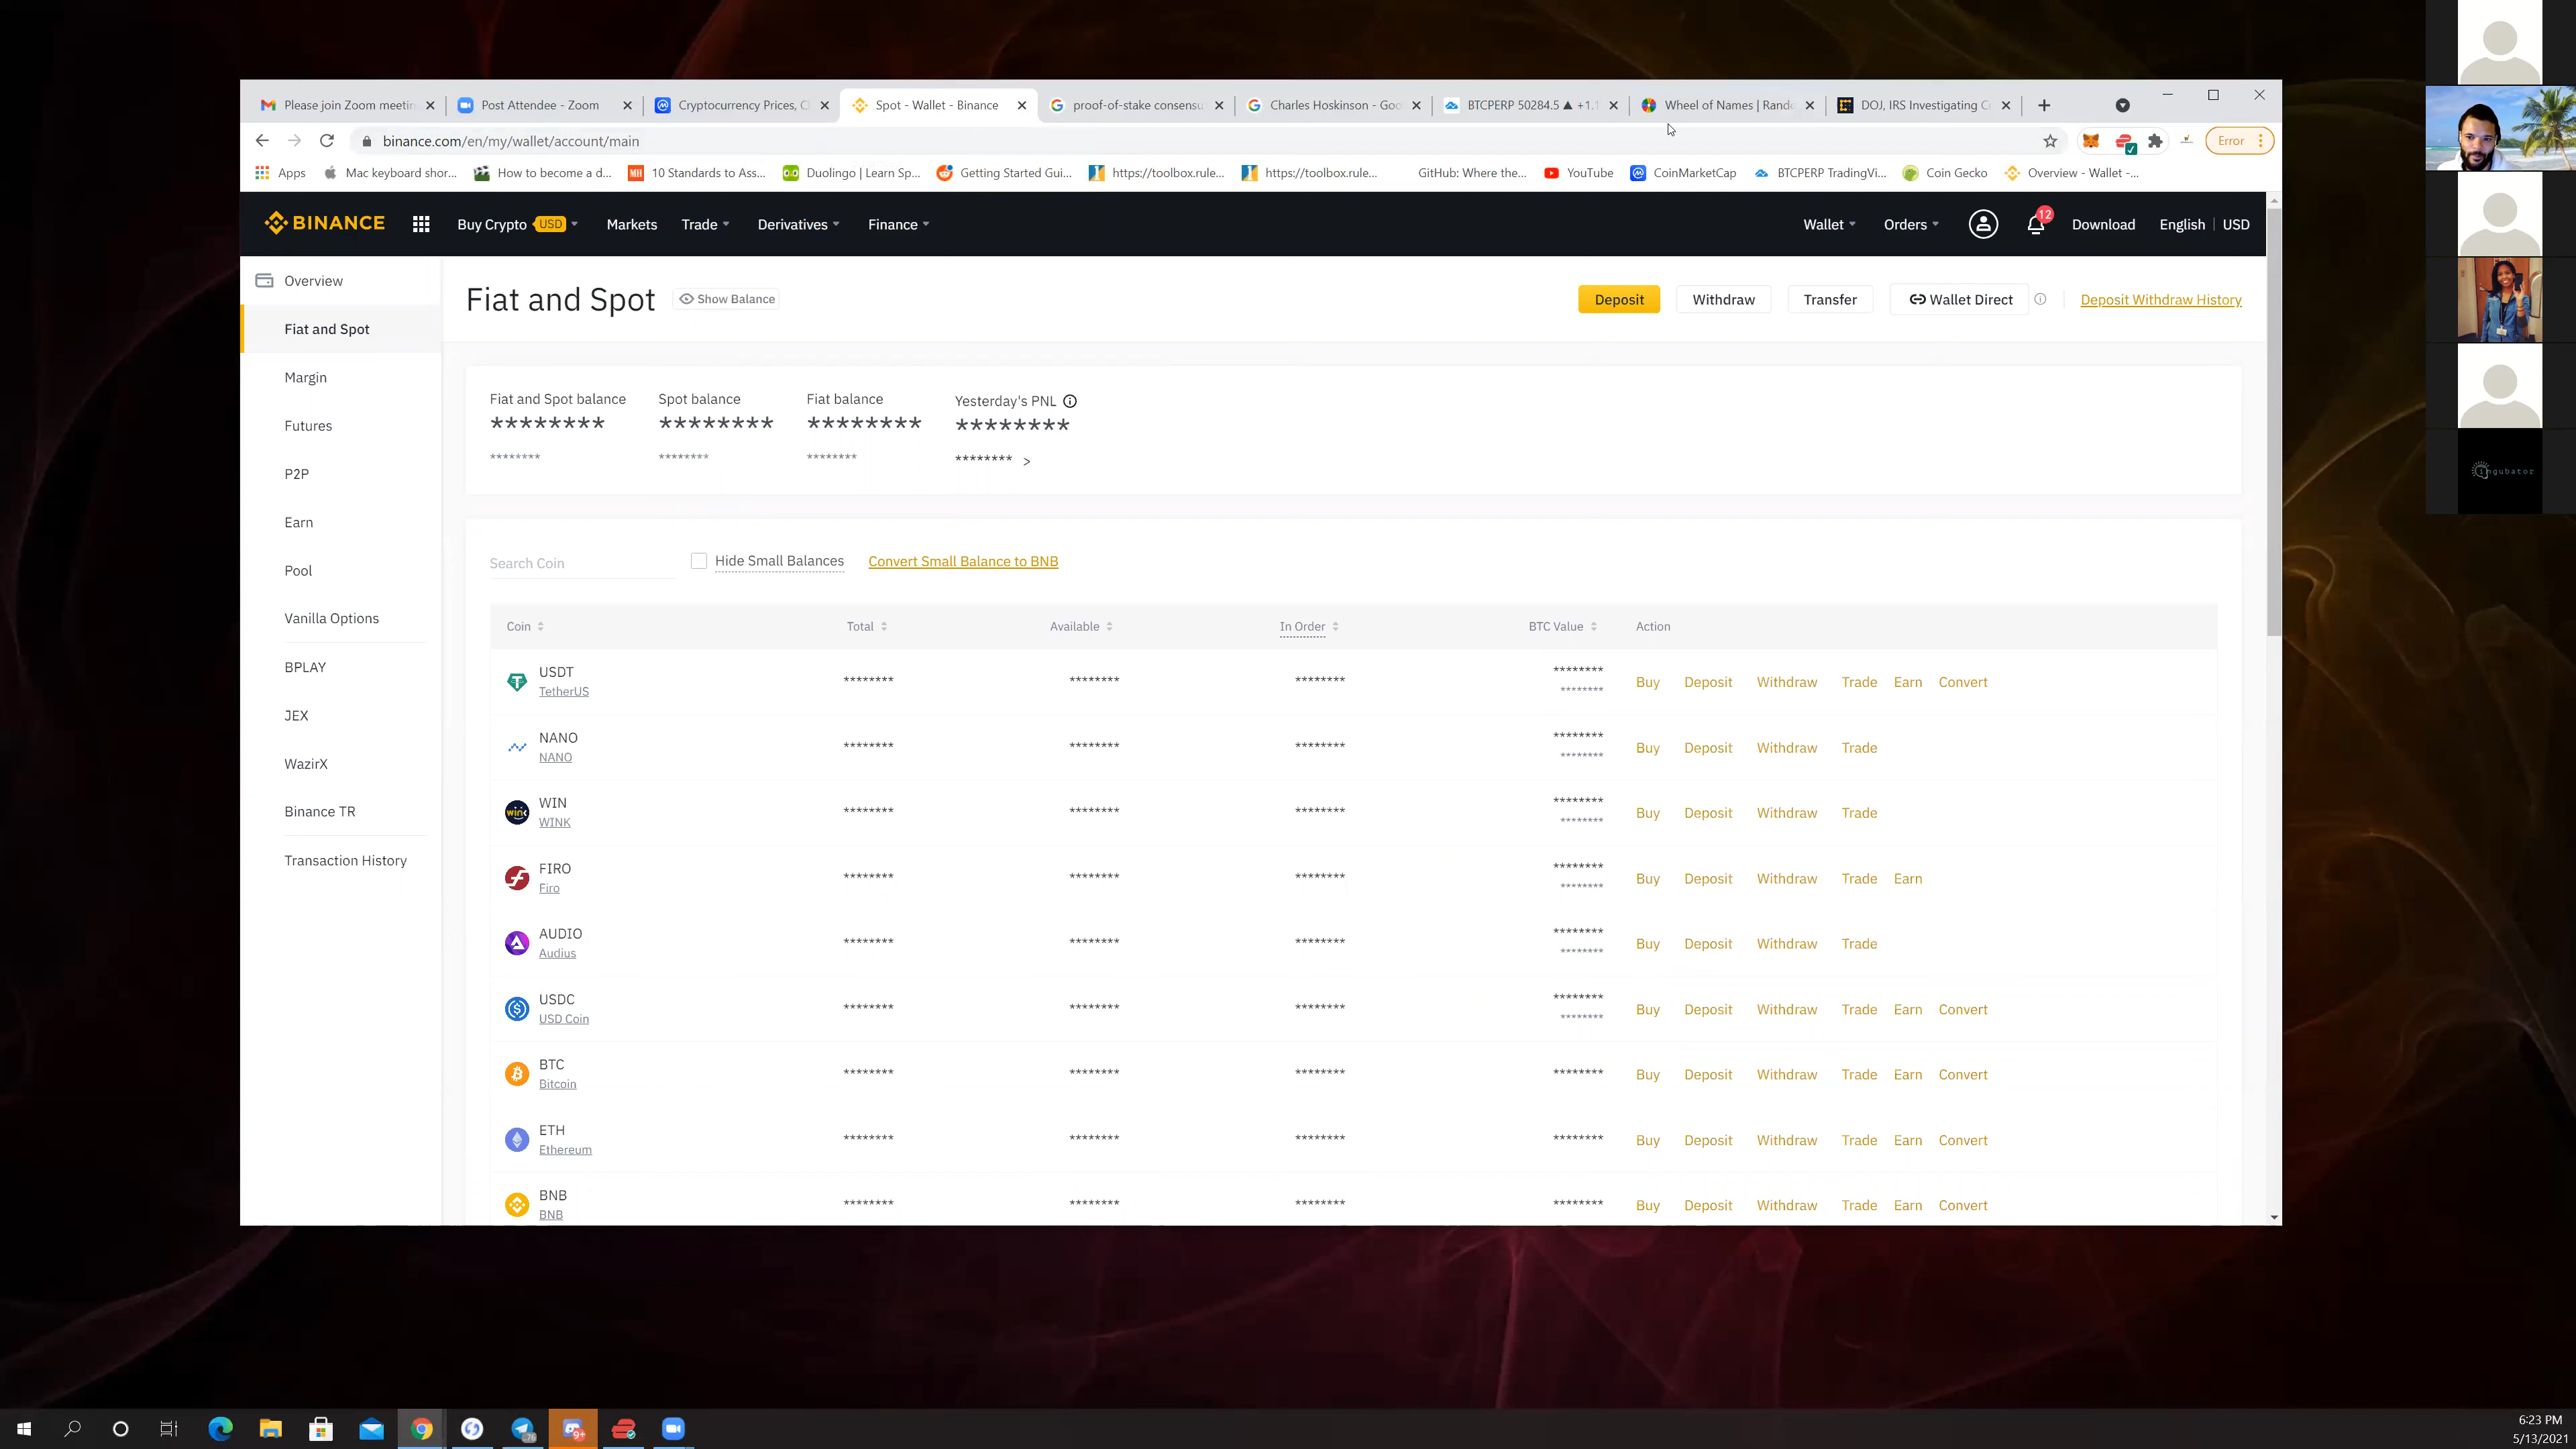 Please join Zoom meetin
Post Attendee - Zoom
Cryptocurrency Prices, C
Spot - Wallet - Binance
proof-of-stake consensu
Charles Hoskinson - Goo
BTCPERP 50284.5 ▲ +1.1
Wheel of Names | Rando
DOJ, IRS Investigating C
binance.com/en/my/wallet/account/main
Error
Apps
Mac keyboard shor...
How to become a d...
10 Standards to Ass...
Duolingo | Learn Sp...
Getting Started Gui...
https://toolbox.rule...
https://toolbox.rule...
GitHub: Where the...
YouTube
CoinMarketCap
BTCPERP TradingVi...
Coin Gecko
Overview - Wallet -...
BINANCE
Buy Crypto USD
Markets
Trade
Derivatives
Finance
Wallet
Orders
12
Download
English | USD
Overview
Fiat and Spot
Margin
Futures
P2P
Earn
Pool
Vanilla Options
BPLAY
JEX
WazirX
Binance TR
Transaction History
Fiat and Spot
Show Balance
Deposit
Withdraw
Transfer
Wallet Direct
Deposit Withdraw History
Fiat and Spot balance
********
********
Spot balance
********
********
Fiat balance
********
********
Yesterday's PNL
********
******** >
Search Coin
Hide Small Balances
Convert Small Balance to BNB
Coin Total Available In Order BTC Value Action
USDT
TetherUS
******** ******** ******** ********
********
Buy Deposit Withdraw Trade Earn Convert
NANO
NANO
******** ******** ******** ********
********
Buy Deposit Withdraw Trade
WIN
WINK
******** ******** ******** ********
********
Buy Deposit Withdraw Trade
FIRO
Firo
******** ******** ******** ********
********
Buy Deposit Withdraw Trade Earn
AUDIO
Audius
******** ******** ******** ********
********
Buy Deposit Withdraw Trade
USDC
USD Coin
******** ******** ******** ********
********
Buy Deposit Withdraw Trade Earn Convert
BTC
Bitcoin
******** ******** ******** ********
Buy Deposit Withdraw Trade Earn Convert
ETH
Ethereum
******** ******** ******** ********
Buy Deposit Withdraw Trade Earn Convert
BNB
BNB
******** ******** ******** ********
Buy Deposit Withdraw Trade Earn Convert
ingubator
76
9+
6:23 PM
5/13/2021